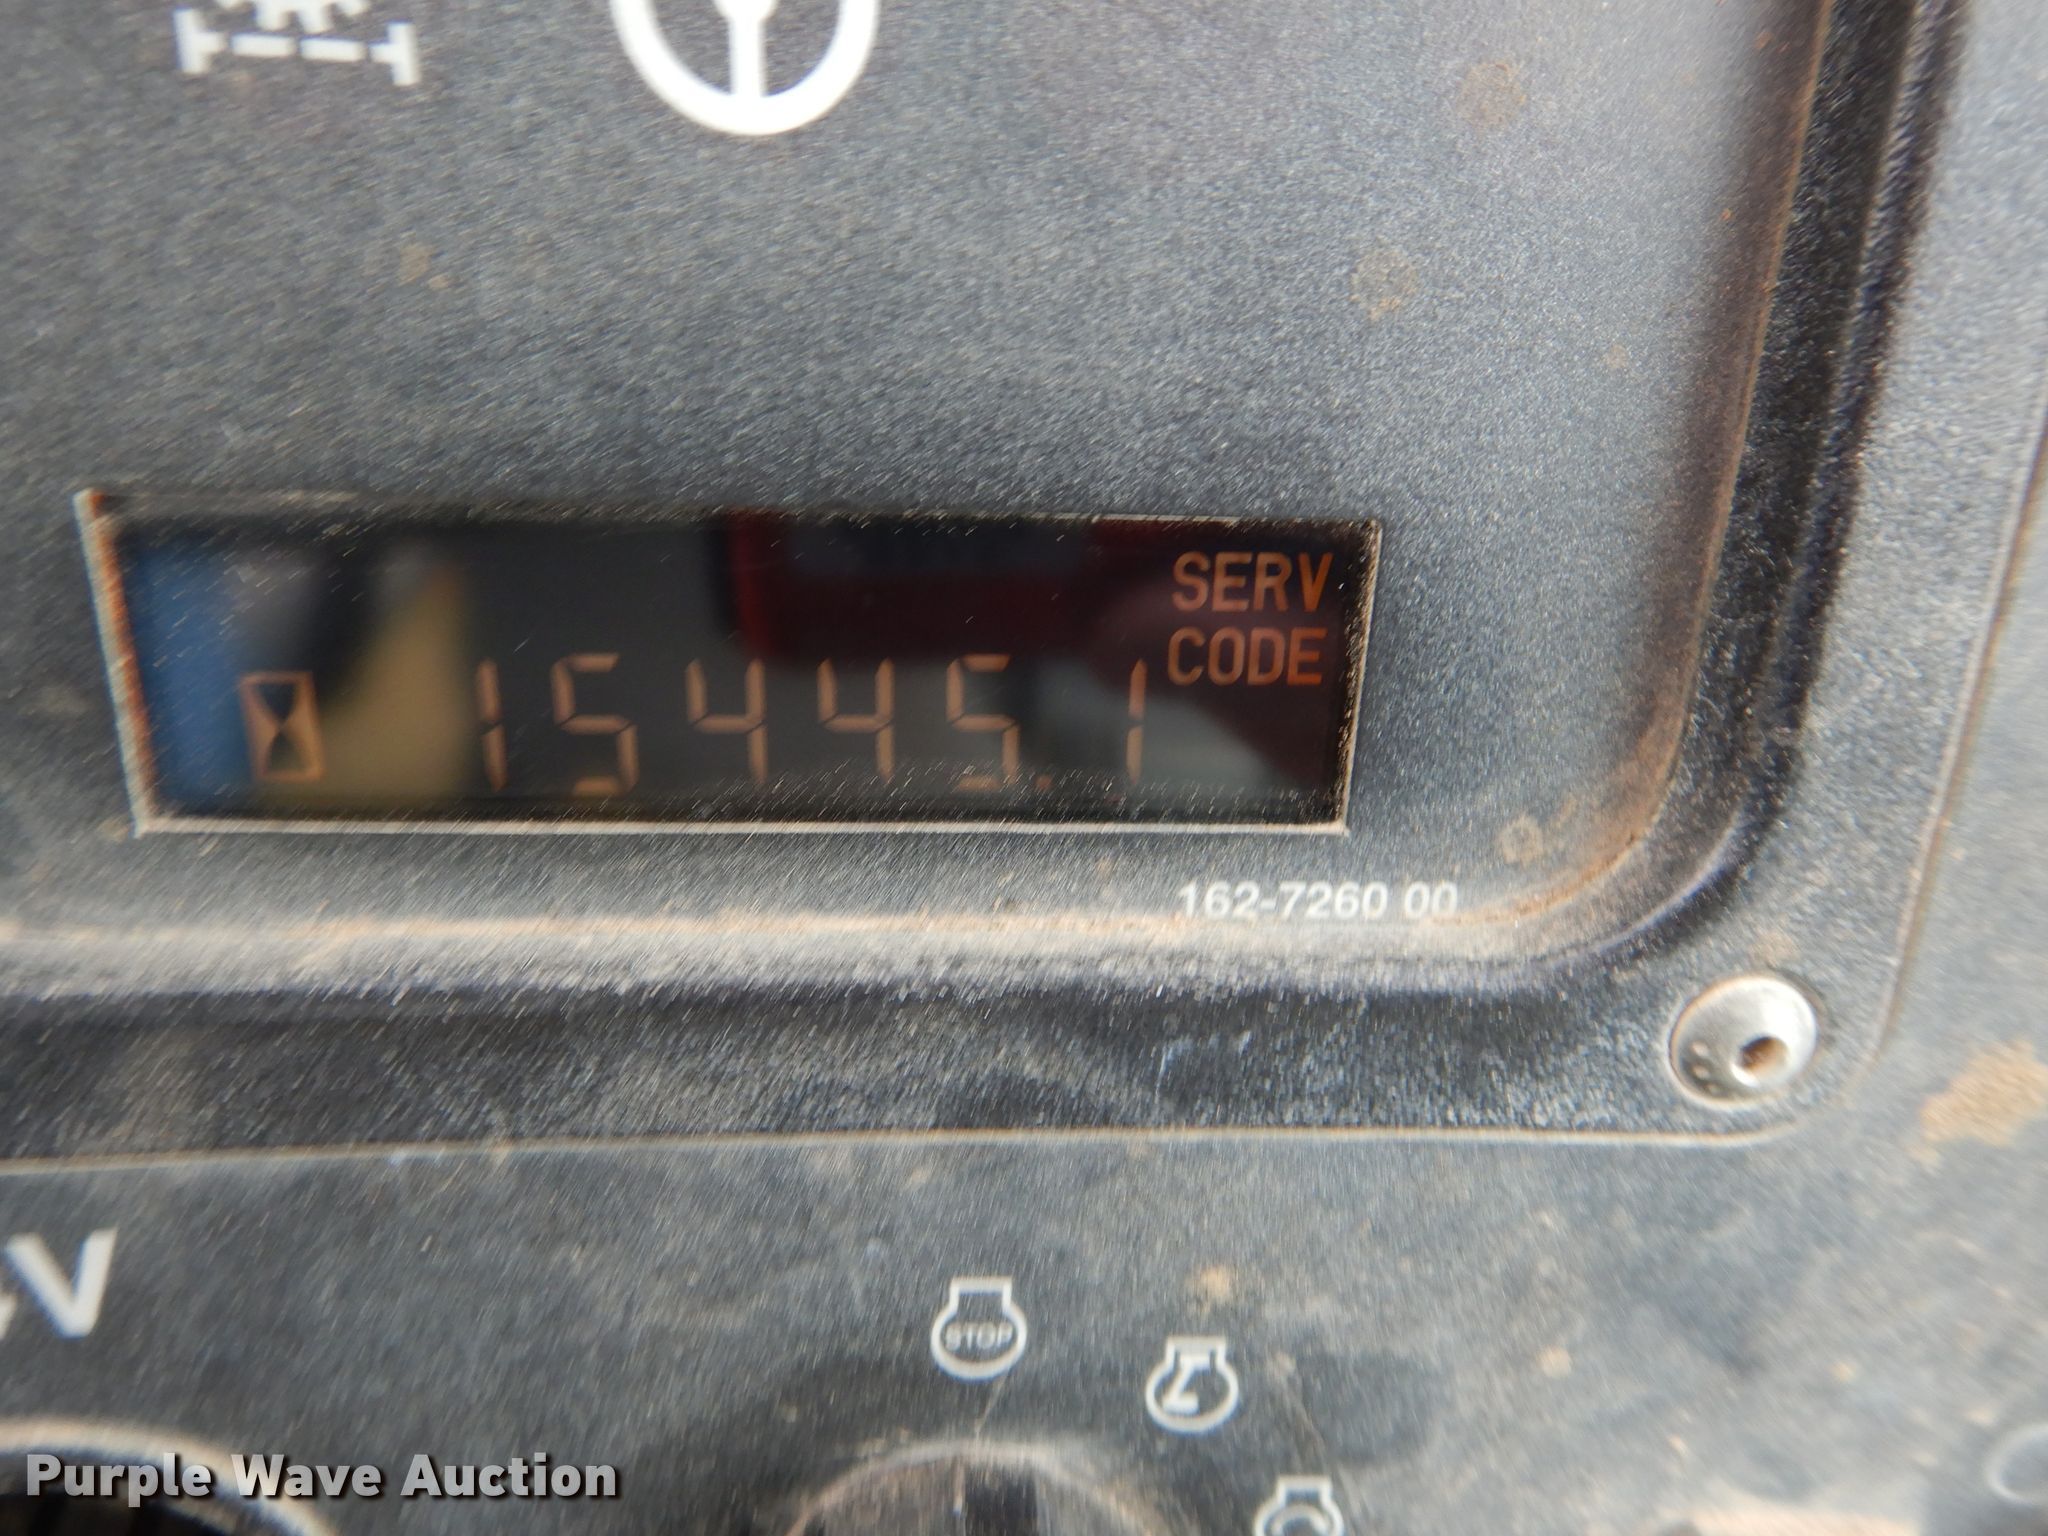 SERV
CODE
15445.1
162-7260 00
STOP
Purple Wave Auction